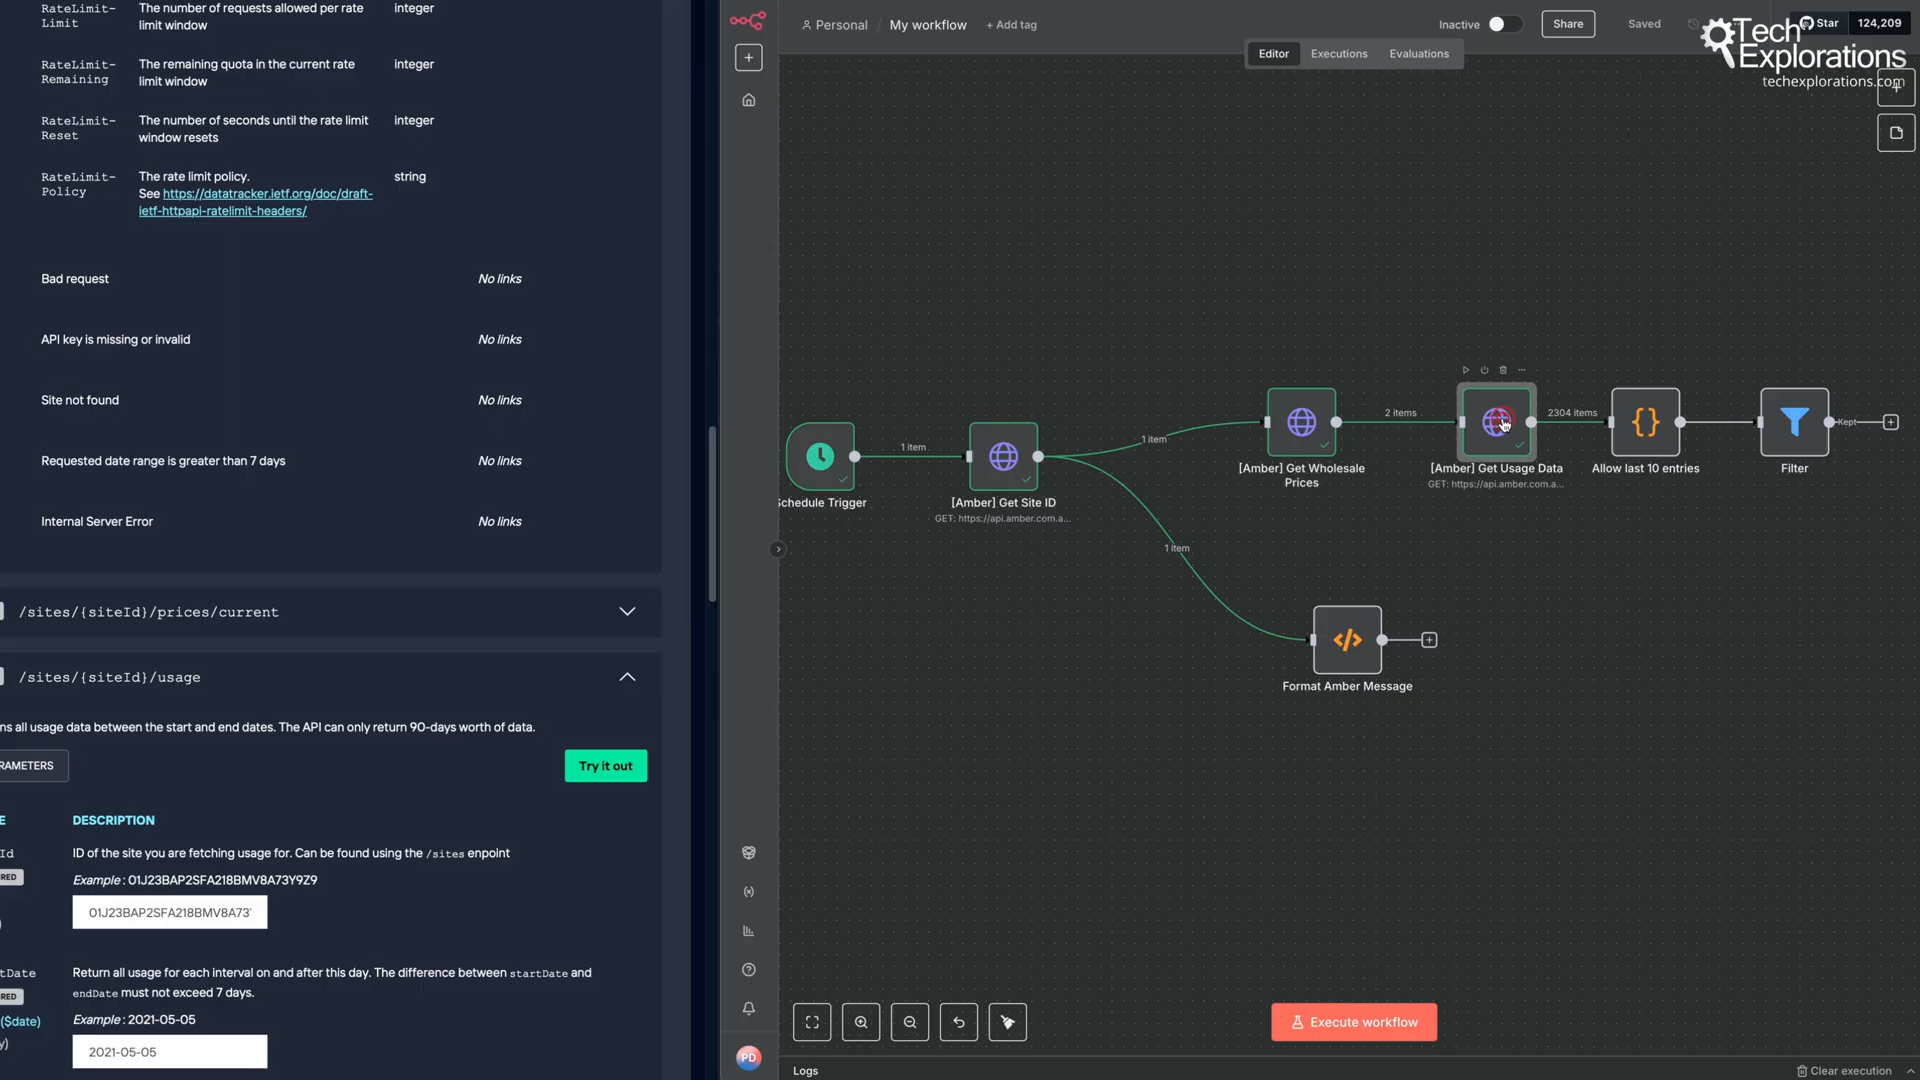 RateLimit-
Limit
The number of requests allowed per rate
limit window
integer
RateLimit-
Remaining
The remaining quota in the current rate
limit window
integer
RateLimit-
Reset
The number of seconds until the rate limit
window resets
integer
RateLimit-
Policy
The rate limit policy.
See https://datatracker.ietf.org/doc/draft-
ietf-httpapi-ratelimit-headers/
string
Bad request
No links
API key is missing or invalid
No links
Site not found
No links
Requested date range is greater than 7 days
No links
Internal Server Error
No links
/sites/{siteId}/prices/current
/sites/{siteId}/usage
ns all usage data between the start and end dates. The API can only return 90-days worth of data.
RAMETERS
Try it out
E
DESCRIPTION
Id
RED
)
ID of the site you are fetching usage for. Can be found using the /sites enpoint
Example : 01J23BAP2SFA218BMV8A73Y9Z9
01J23BAP2SFA218BMV8A73
tDate
RED
($date)
y)
Return all usage for each interval on and after this day. The difference between startDate and
endDate must not exceed 7 days.
Example : 2021-05-05
2021-05-05
Personal / My workflow + Add tag
Inactive
Share
Saved
Star 124,209
Tech
Explorations
techexplorations.com
Editor
Executions
Evaluations
Schedule Trigger
1 item
[Amber] Get Site ID
GET: https://api.amber.com.a...
1 item
1 item
[Amber] Get Wholesale
Prices
2 items
[Amber] Get Usage Data
GET: https://api.amber.com.a...
2304 items
Allow last 10 entries
Filter
Kept
Format Amber Message
PD
Execute workflow
Logs
Clear execution